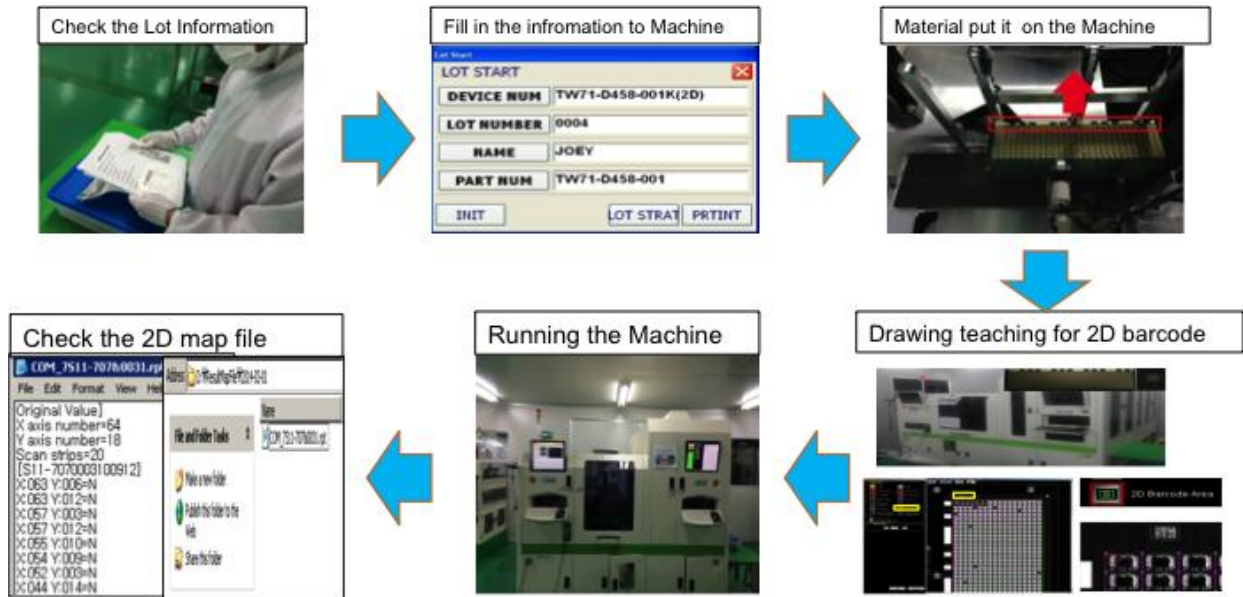 Check the Lot Information
Fill in the infromation to Machine
Material put it on the Machine
Lot Start
LOT START
DEVICE NUM TW71-D458-001K(2D)
LOT NUMBER 0004
NAME JOEY
PART NUM TW71-D458-001
INIT LOT STRAT PRTINT
Check the 2D map file
Running the Machine
Drawing teaching for 2D barcode
File Edit Format View Hel
Original Value]
X axis number=64
Y axis number=18
Scan strips=20
[S11-7070003100912]
X:063 Y:006=N
X:063 Y:012=N
X:057 Y:003=N
X:057 Y:012=N
X:055 Y:010=N
X:054 Y:009=N
X:052 Y:003=N
X:044 Y:014=N
Address
Name
File and Folder Tasks
Make a new folder
Publish this folder to the
Web
Share this folder
2D Barcode Area